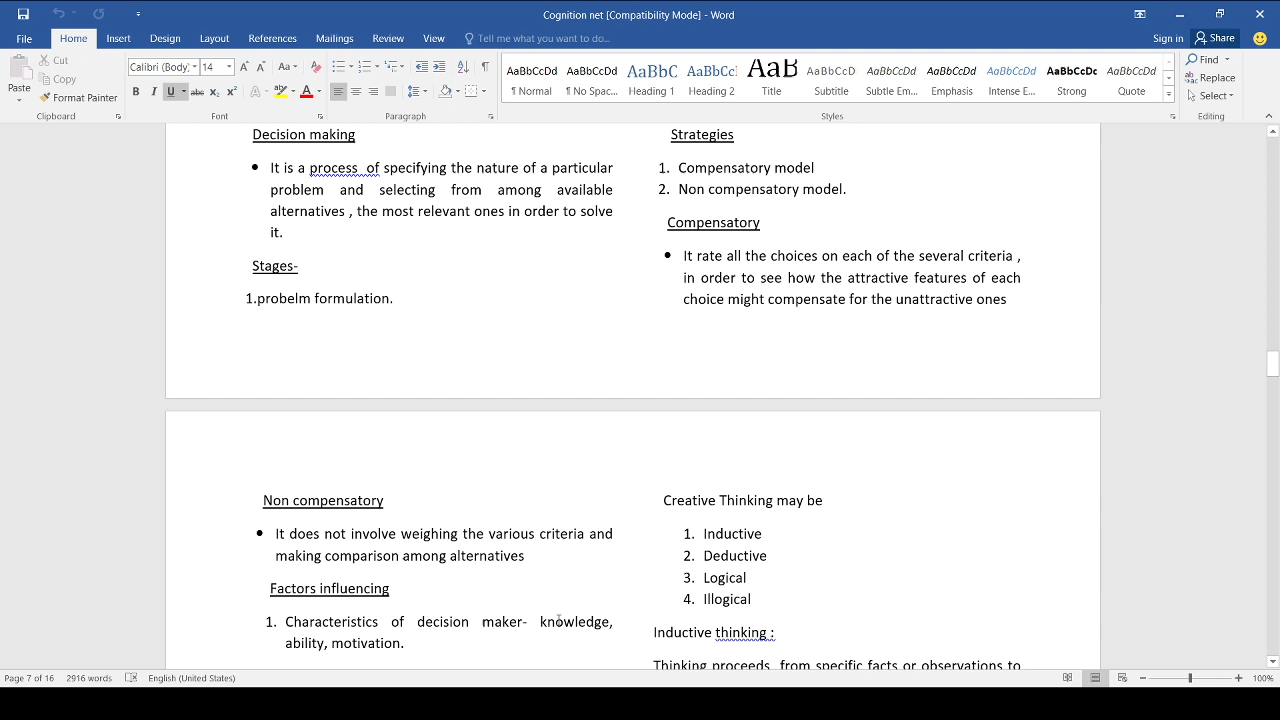 Cognition net [Compatibility Mode] - Word
File Home Insert Design Layout References Mailings Review View Tell me what you want to do... Sign in Share
Paste
Cut
Copy
Format Painter
Clipboard
Calibri (Body) 14
Font
Paragraph
AaBbCcDd AaBbCcDd AaBbC AaBbCc AaB AaBbCcD AaBbCcDd AaBbCcDd AaBbCcDd AaBbCcDc AaBbCcDd
¶ Normal ¶ No Spac... Heading 1 Heading 2 Title Subtitle Subtle Em... Emphasis Intense E... Strong Quote
Styles
Find
Replace
Select
Editing
Decision making
• It is a process of specifying the nature of a particular
problem and selecting from among available
alternatives , the most relevant ones in order to solve
it.
Stages-
1.probelm formulation.
Strategies
1. Compensatory model
2. Non compensatory model.
Compensatory
• It rate all the choices on each of the several criteria ,
in order to see how the attractive features of each
choice might compensate for the unattractive ones
Non compensatory
• It does not involve weighing the various criteria and
making comparison among alternatives
Factors influencing
1. Characteristics of decision maker- knowledge,
ability, motivation.
Creative Thinking may be
1. Inductive
2. Deductive
3. Logical
4. Illogical
Inductive thinking :
Thinking proceeds from specific facts or observations to
Page 7 of 16 2916 words English (United States) 100%